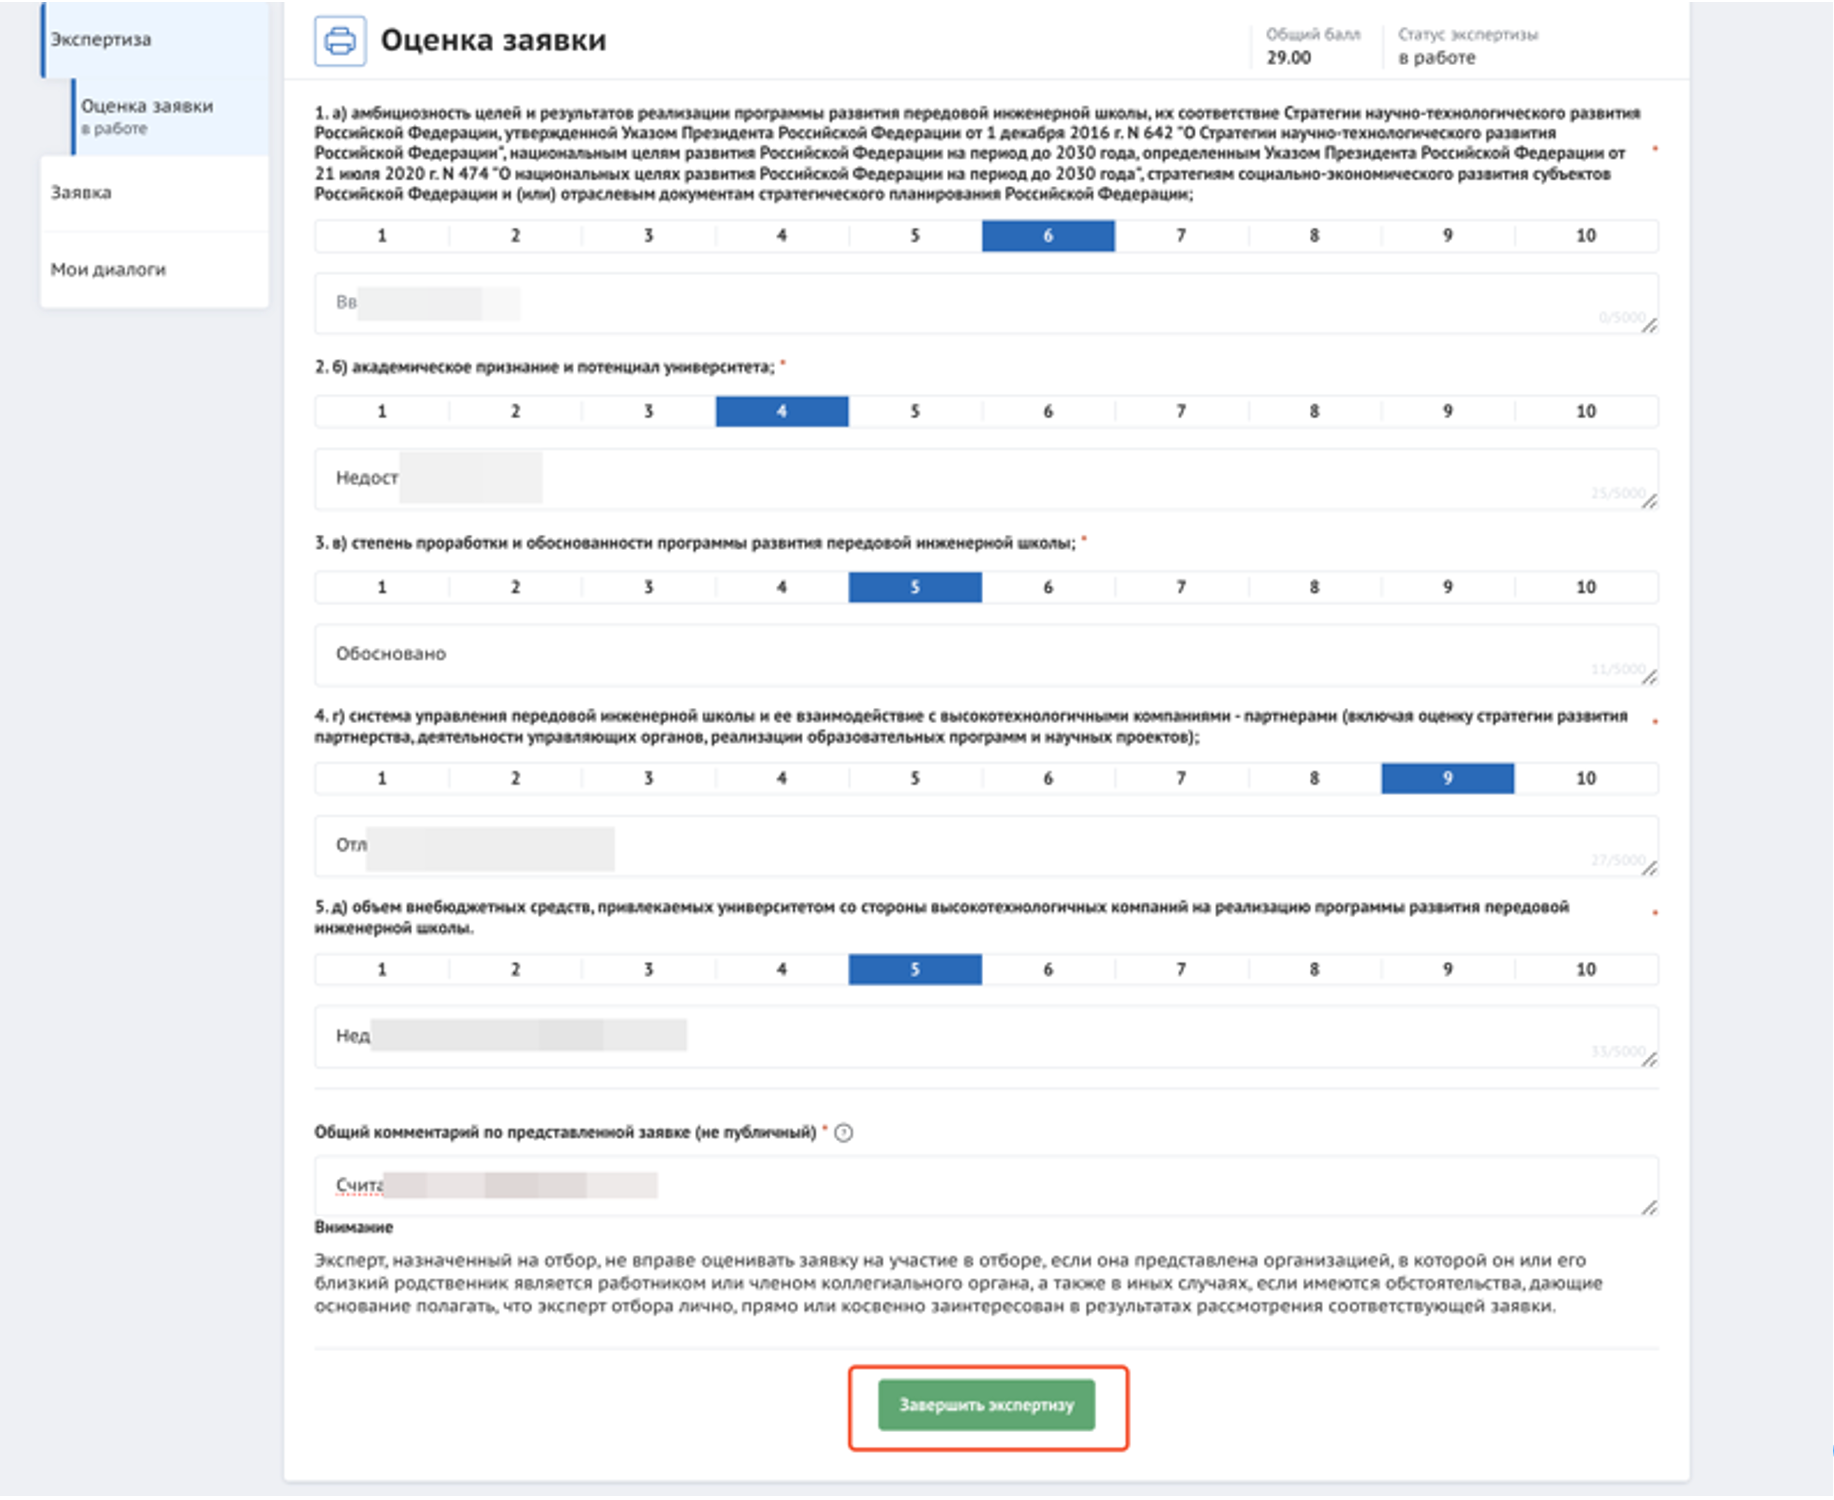 Экспертиза
Оценка заявки
в работе
Заявка
Мои диалоги
Оценка заявки
Общий балл
29.00
Статус экспертизы
в работе
1. а) амбициозность целей и результатов реализации программы развития передовой инженерной школы, их соответствие Стратегии научно-технологического развития
Российской Федерации, утвержденной Указом Президента Российской Федерации от 1 декабря 2016 г. N 642 "О Стратегии научно-технологического развития
Российской Федерации", национальным целям развития Российской Федерации на период до 2030 года, определенным Указом Президента Российской Федерации от *
21 июля 2020 г. N 474 "О национальных целях развития Российской Федерации на период до 2030 года", стратегиям социально-экономического развития субъектов
Российской Федерации и (или) отраслевым документам стратегического планирования Российской Федерации;
1 2 3 4 5 6 7 8 9 10
Вв
0/5000
2. б) академическое признание и потенциал университета; *
1 2 3 4 5 6 7 8 9 10
Недост
25/5000
3. в) степень проработки и обоснованности программы развития передовой инженерной школы; *
1 2 3 4 5 6 7 8 9 10
Обосновано
11/5000
4. г) система управления передовой инженерной школы и ее взаимодействие с высокотехнологичными компаниями - партнерами (включая оценку стратегии развития *
партнерства, деятельности управляющих органов, реализации образовательных программ и научных проектов);
1 2 3 4 5 6 7 8 9 10
Отл
27/5000
5. д) объем внебюджетных средств, привлекаемых университетом со стороны высокотехнологичных компаний на реализацию программы развития передовой *
инженерной школы.
1 2 3 4 5 6 7 8 9 10
Нед
33/5000
Общий комментарий по представленной заявке (не публичный) * ?
Счита
Внимание
Эксперт, назначенный на отбор, не вправе оценивать заявку на участие в отборе, если она представлена организацией, в которой он или его
близкий родственник является работником или членом коллегиального органа, а также в иных случаях, если имеются обстоятельства, дающие
основание полагать, что эксперт отбора лично, прямо или косвенно заинтересован в результатах рассмотрения соответствующей заявки.
Завершить экспертизу